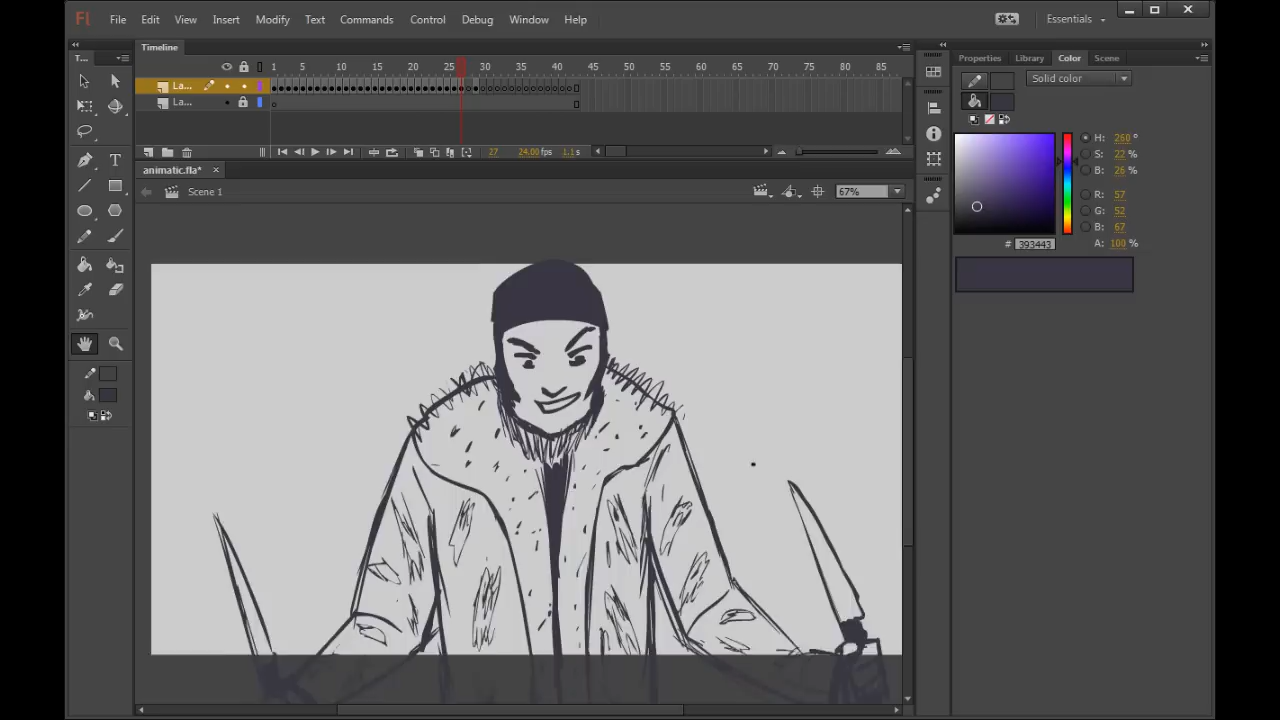 Fl File Edit View Insert Modify Text Commands Control Debug Window Help Essentials
T... Timeline Properties Library Color Scene
1 5 10 15 20 25 30 35 40 45 50 55 60 65 70 75 80 85
Solid color
La...
La...
27 24.00 fps 1.1 s
animatic.fla*
Scene 1 67%
H: 260 °
S: 22 %
B: 26 %
R: 57
G: 52
B: 67
# 393443 A: 100 %
T